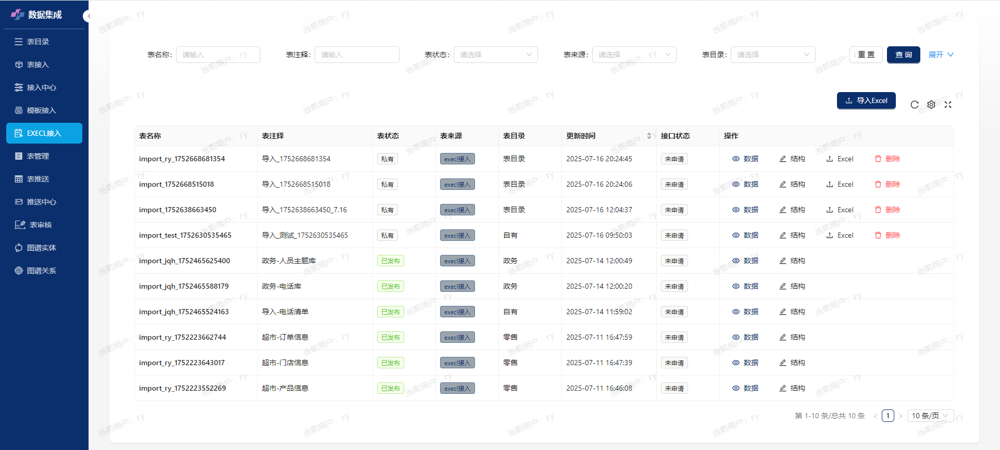 数据集成
表目录
表接入
接入中心
模板接入
EXECL接入
表管理
表推送
推送中心
表审核
图谱实体
图谱关系
表名称: 请输入 表注释: 请输入 表状态: 请选择 表来源: 请选择 表目录: 请选择 重 置 查 询 展开
导入Excel
表名称 表注释 表状态 表来源 表目录 更新时间 接口状态 操作
import_ry_1752668681354 导入_1752668681354 私有 execl接入 表目录 2025-07-16 20:24:45 未申请 数据 结构 Excel 删除
import_1752668515018 导入_1752668515018 私有 execl接入 表目录 2025-07-16 20:24:06 未申请 数据 结构 Excel 删除
import_1752638663450 导入_1752638663450_7.16 私有 execl接入 表目录 2025-07-16 12:04:37 未申请 数据 结构 Excel 删除
import_test_1752630535465 导入_测试_1752630535465 私有 execl接入 自有 2025-07-16 09:50:03 未申请 数据 结构 Excel 删除
import_jqh_1752465625400 政务-人员主题库 已发布 execl接入 政务 2025-07-14 12:00:49 未申请 数据 结构
import_jqh_1752465588179 政务-电话库 已发布 execl接入 政务 2025-07-14 12:00:20 未申请 数据 结构
import_jqh_1752465524163 导入-电话清单 已发布 execl接入 自有 2025-07-14 11:59:02 未申请 数据 结构
import_ry_1752223662744 超市-订单信息 已发布 execl接入 零售 2025-07-11 16:47:59 未申请 数据 结构
import_ry_1752223643017 超市-门店信息 已发布 execl接入 零售 2025-07-11 16:47:39 未申请 数据 结构
import_ry_1752223552269 超市-产品信息 已发布 execl接入 零售 2025-07-11 16:46:08 未申请 数据 结构
第 1-10 条/总共 10 条 1 10 条/页
当前用户：ry